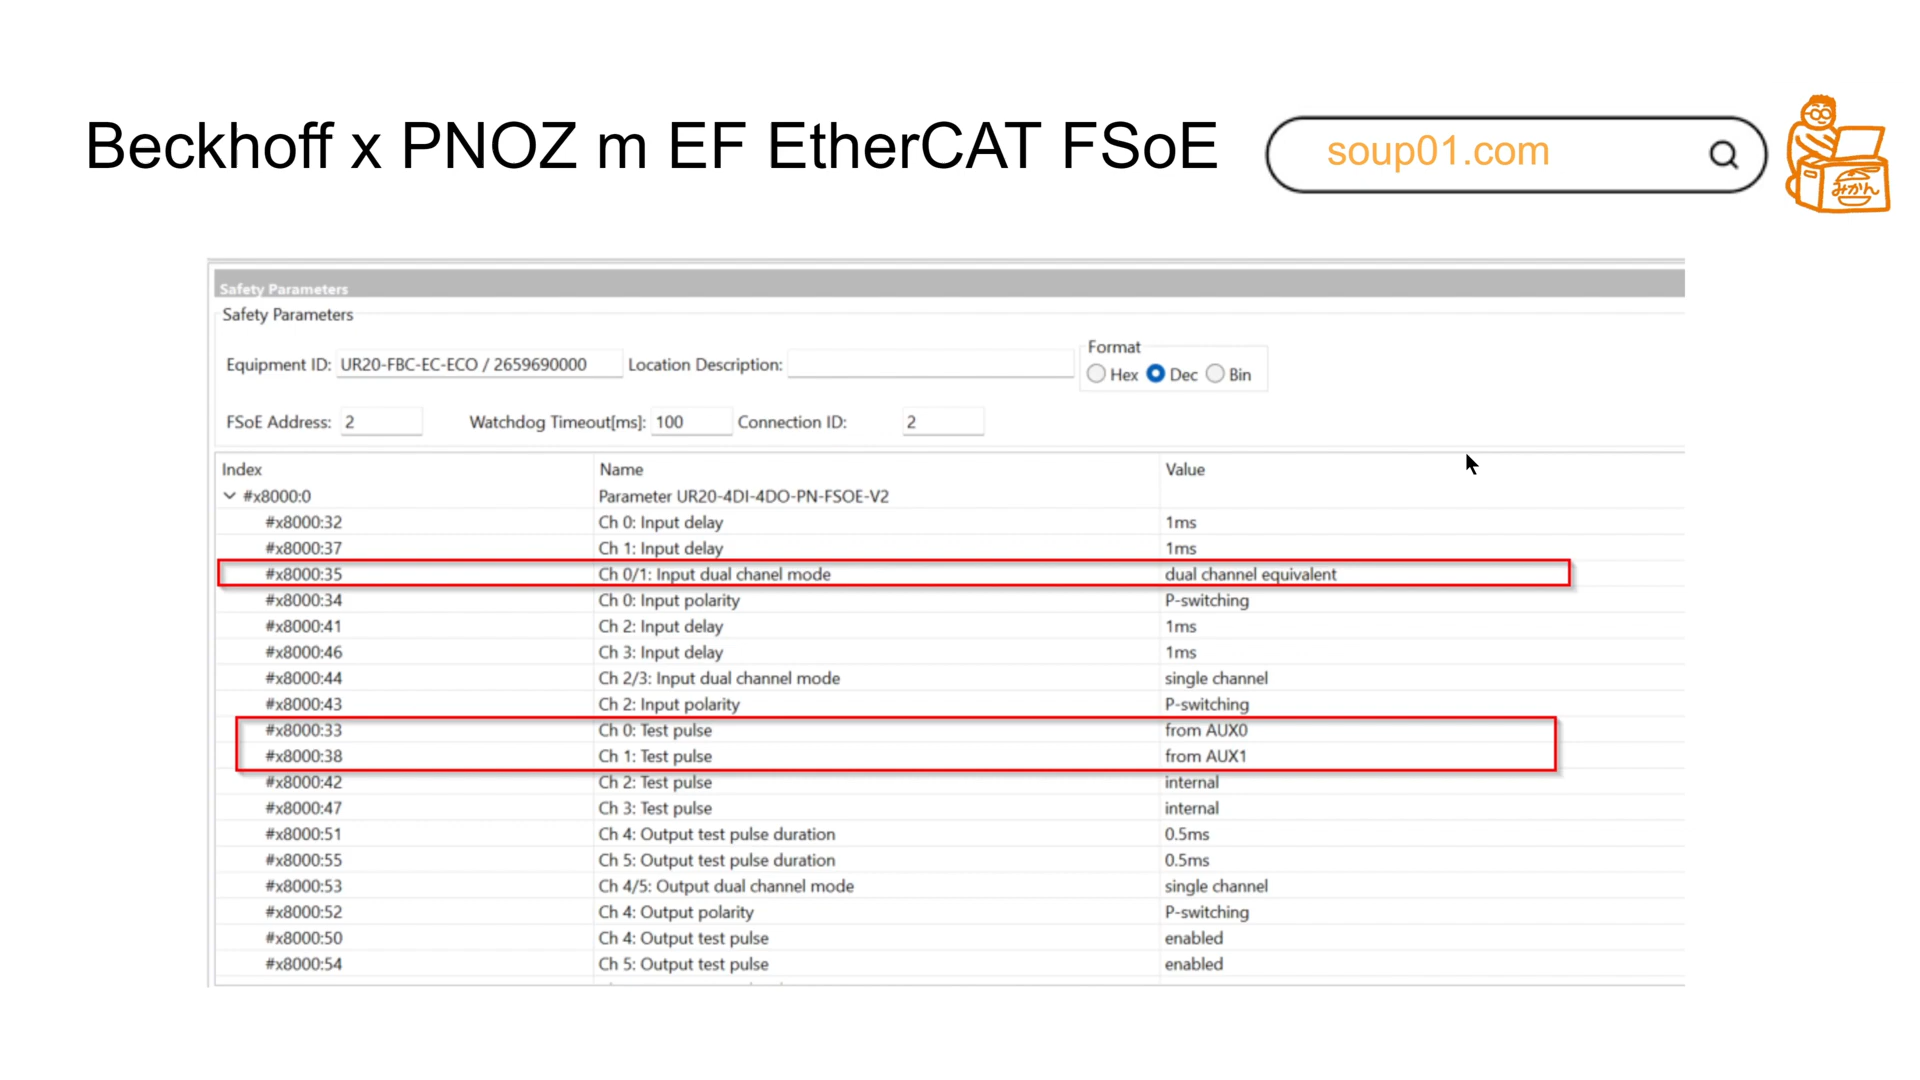 Beckhoff x PNOZ m EF EtherCAT FSoE
soup01.com
みかん
Safety Parameters
Safety Parameters
Equipment ID: UR20-FBC-EC-ECO / 2659690000 Location Description:
Format
Hex Dec Bin
FSoE Address: 2 Watchdog Timeout[ms]: 100 Connection ID: 2
Index Name Value
#x8000:0 Parameter UR20-4DI-4DO-PN-FSOE-V2
#x8000:32 Ch 0: Input delay 1ms
#x8000:37 Ch 1: Input delay 1ms
#x8000:35 Ch 0/1: Input dual chanel mode dual channel equivalent
#x8000:34 Ch 0: Input polarity P-switching
#x8000:41 Ch 2: Input delay 1ms
#x8000:46 Ch 3: Input delay 1ms
#x8000:44 Ch 2/3: Input dual channel mode single channel
#x8000:43 Ch 2: Input polarity P-switching
#x8000:33 Ch 0: Test pulse from AUX0
#x8000:38 Ch 1: Test pulse from AUX1
#x8000:42 Ch 2: Test pulse internal
#x8000:47 Ch 3: Test pulse internal
#x8000:51 Ch 4: Output test pulse duration 0.5ms
#x8000:55 Ch 5: Output test pulse duration 0.5ms
#x8000:53 Ch 4/5: Output dual channel mode single channel
#x8000:52 Ch 4: Output polarity P-switching
#x8000:50 Ch 4: Output test pulse enabled
#x8000:54 Ch 5: Output test pulse enabled